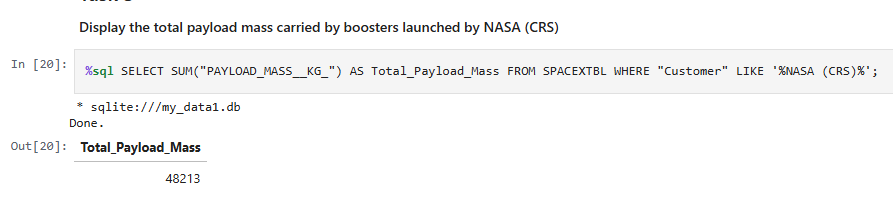 Display the total payload mass carried by boosters launched by NASA (CRS)
In [20]: %sql SELECT SUM("PAYLOAD_MASS__KG_") AS Total_Payload_Mass FROM SPACEXTBL WHERE "Customer" LIKE '%NASA (CRS)%';
* sqlite:///my_data1.db
Done.
Out[20]: Total_Payload_Mass
48213